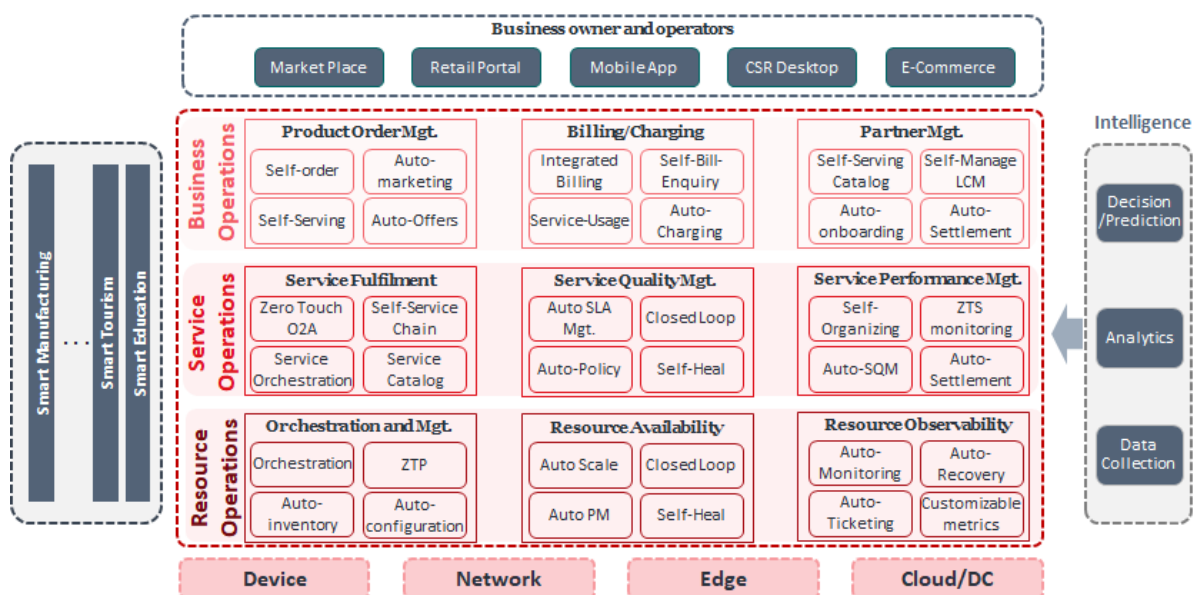 Business owner and operators
Market Place
Retail Portal
Mobile App
CSR Desktop
E-Commerce
Smart Manufacturing
...
Smart Tourism
Smart Education
Business
Operations
Product Order Mgt.
Self-order
Auto-
marketing
Self-Serving
Auto-Offers
Billing/Charging
Integrated
Billing
Self-Bill-
Enquiry
Service-Usage
Auto-
Charging
Partner Mgt.
Self-Serving
Catalog
Self-Manage
LCM
Auto-
onboarding
Auto-
Settlement
Service
Operations
Service Fulfilment
Zero Touch
O2A
Self-Service
Chain
Service
Orchestration
Service
Catalog
Service Quality Mgt.
Auto SLA
Mgt.
Closed Loop
Auto-Policy
Self-Heal
Service Performance Mgt.
Self-
Organizing
ZTS
monitoring
Auto-SQM
Auto-
Settlement
Resource
Operations
Orchestration and Mgt.
Orchestration
ZTP
Auto-
inventory
Auto-
configuration
Resource Availability
Auto Scale
Closed Loop
Auto PM
Self-Heal
Resource Observability
Auto-
Monitoring
Auto-
Recovery
Auto-
Ticketing
Customizable
metrics
Intelligence
Decision
/Prediction
Analytics
Data
Collection
Device
Network
Edge
Cloud/DC